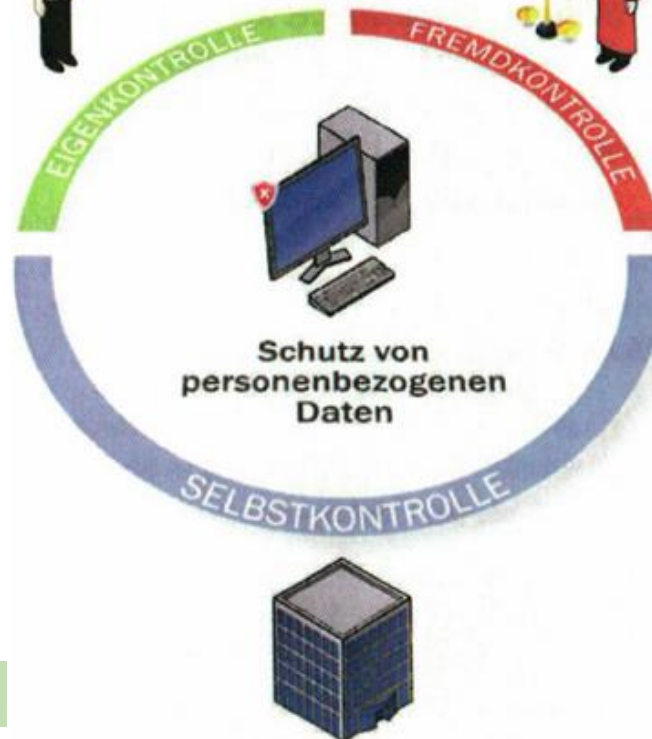 EIGENKONTROLLE
FREMDKONTROLLE
Schutz von
personenbezogenen
Daten
SELBSTKONTROLLE